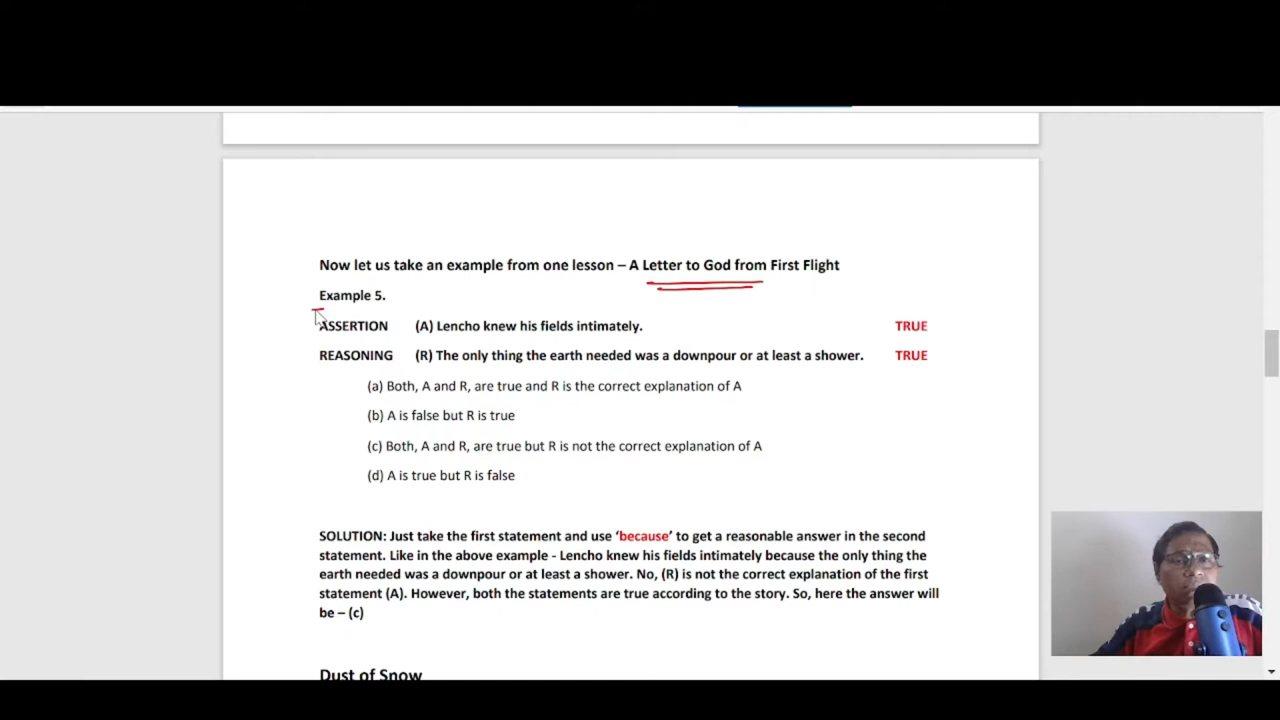 Now let us take an example from one lesson – A Letter to God from First Flight
Example 5.
ASSERTION (A) Lencho knew his fields intimately. TRUE
REASONING (R) The only thing the earth needed was a downpour or at least a shower. TRUE
(a) Both, A and R, are true and R is the correct explanation of A
(b) A is false but R is true
(c) Both, A and R, are true but R is not the correct explanation of A
(d) A is true but R is false
SOLUTION: Just take the first statement and use ‘because’ to get a reasonable answer in the second
statement. Like in the above example - Lencho knew his fields intimately because the only thing the
earth needed was a downpour or at least a shower. No, (R) is not the correct explanation of the first
statement (A). However, both the statements are true according to the story. So, here the answer will
be – (c)
Dust of Snow